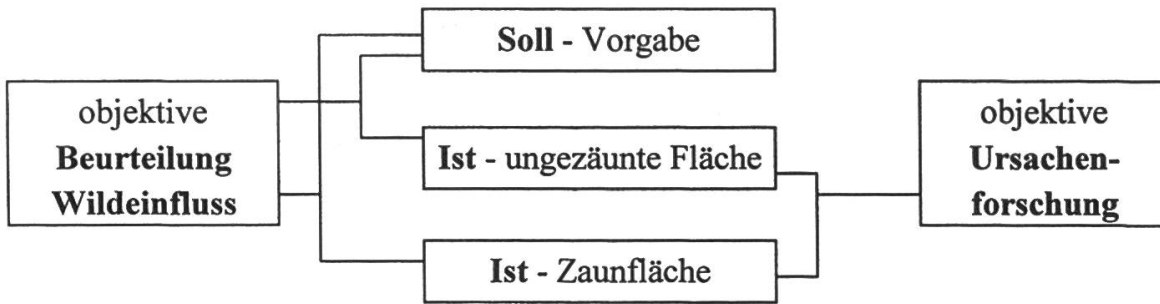 objektive
Beurteilung
Wildeinfluss
Soll - Vorgabe
Ist - ungezäunte Fläche
Ist - Zaunfläche
objektive
Ursachen-
forschung